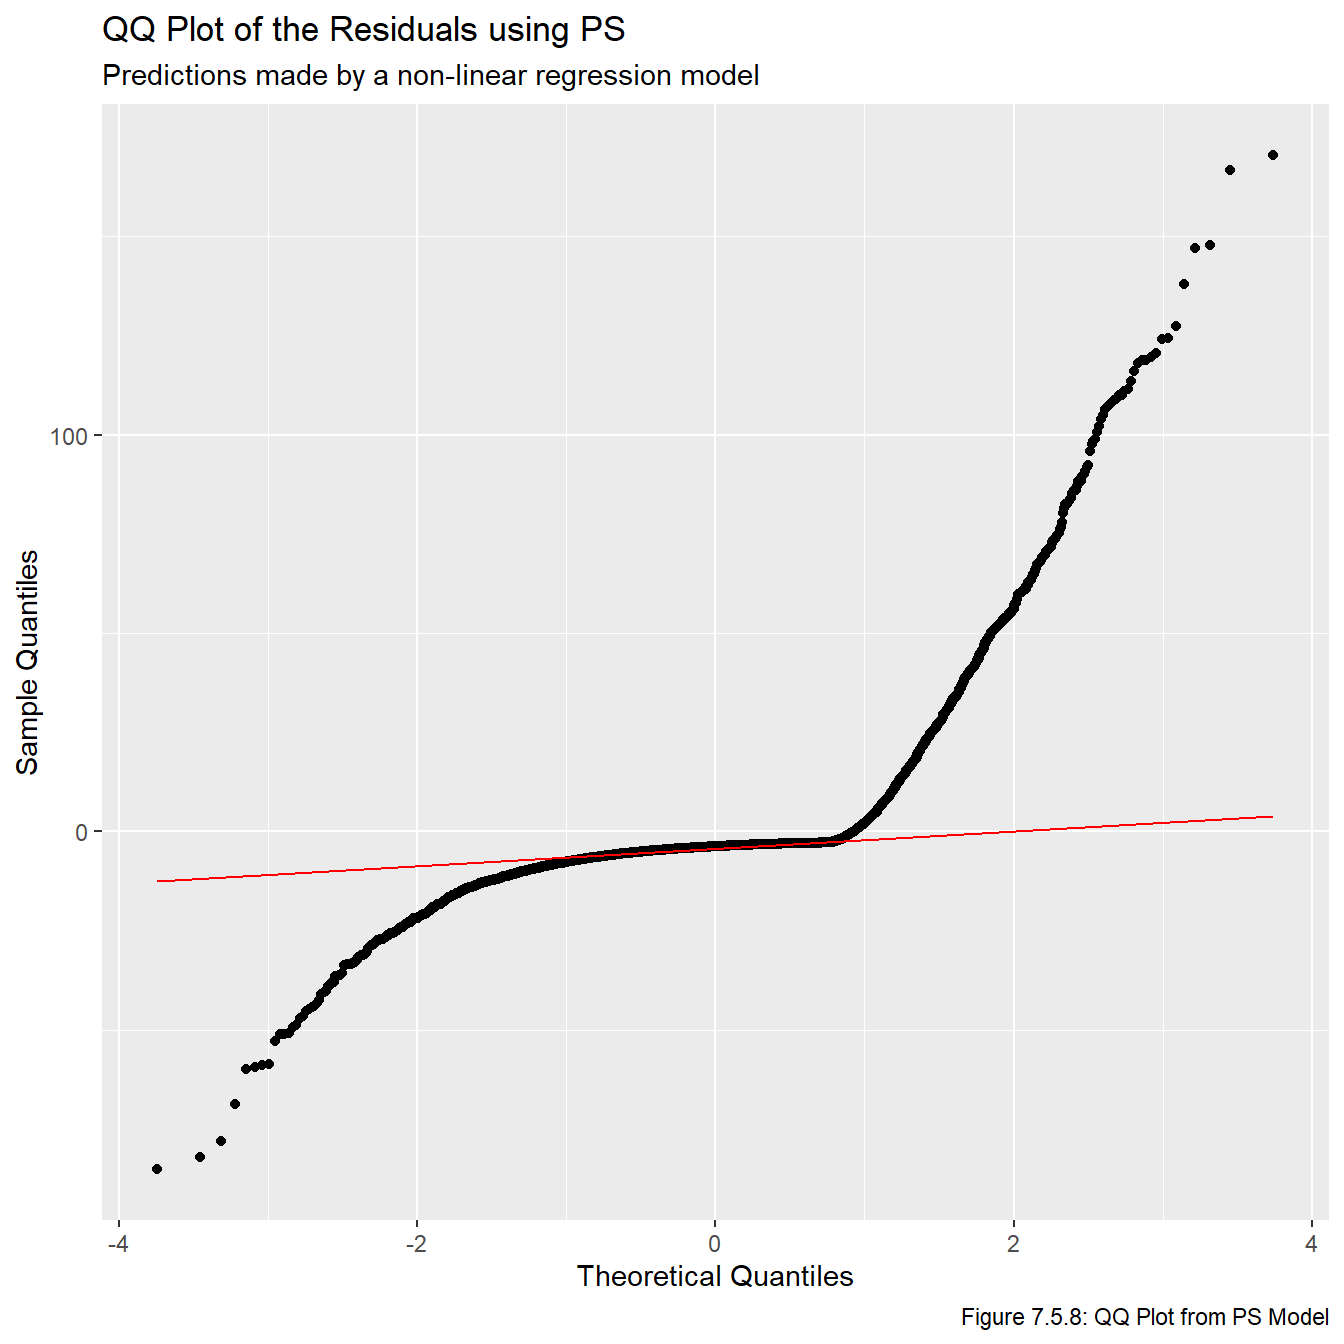 QQ Plot of the Residuals using PS
Predictions made by a non-linear regression model
Sample Quantiles
100
0
-4 -2 0 2 4
Theoretical Quantiles
Figure 7.5.8: QQ Plot from PS Model